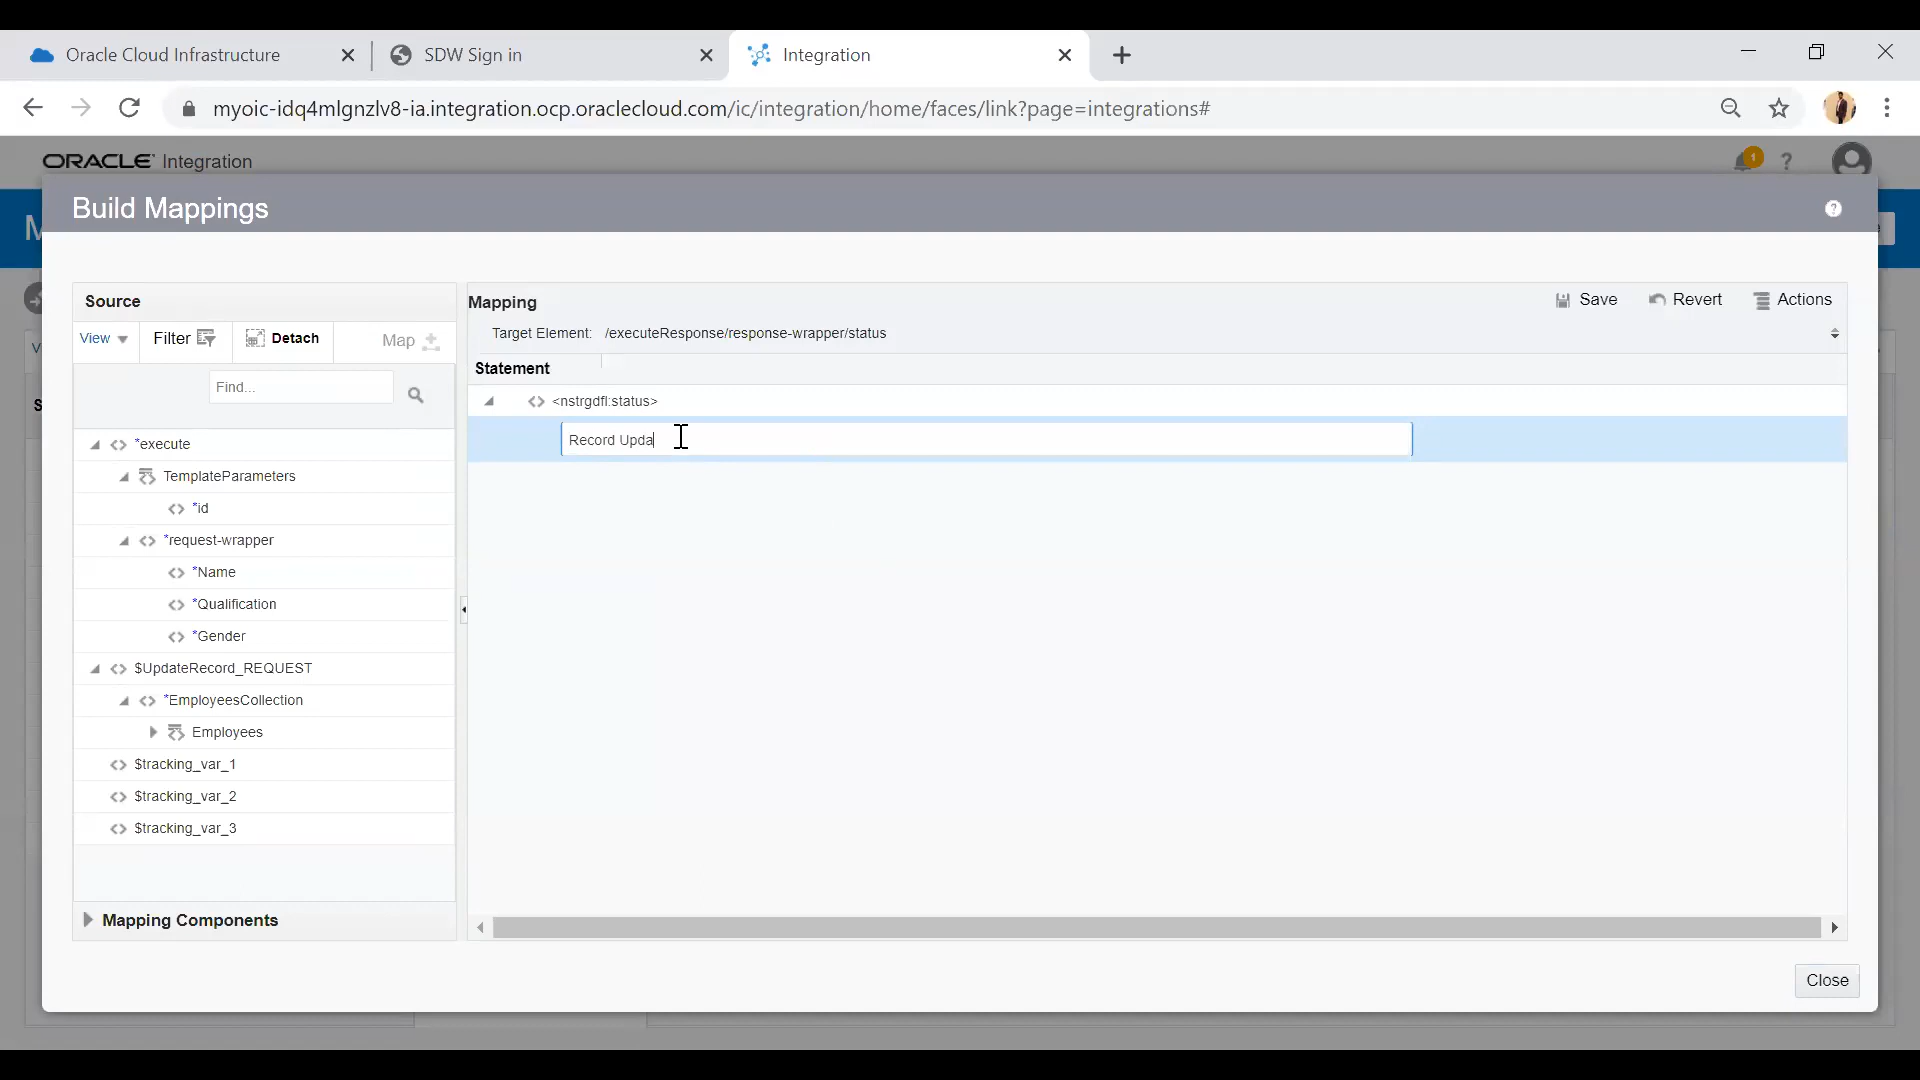 Oracle Cloud Infrastructure
SDW Sign in
Integration
myoic-idq4mlgnzlv8-ia.integration.ocp.oraclecloud.com/ic/integration/home/faces/link?page=integrations#
ORACLE Integration
1
?
Build Mappings
?
Source
View
Filter
Detach
Map
Find...
*execute
TemplateParameters
*id
*request-wrapper
*Name
*Qualification
*Gender
$UpdateRecord_REQUEST
*EmployeesCollection
Employees
$tracking_var_1
$tracking_var_2
$tracking_var_3
Mapping Components
Mapping
Save
Revert
Actions
Target Element: /executeResponse/response-wrapper/status
Statement
<nstrgdfl:status>
Record Upda
Close